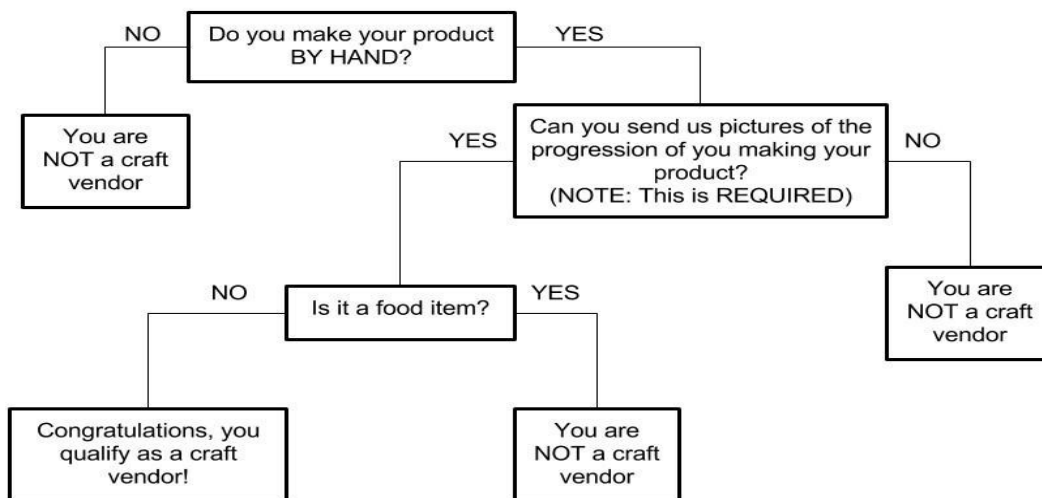 NO
Do you make your product
BY HAND?
YES
You are
NOT a craft
vendor
YES
Can you send us pictures of the
progression of you making your
product?
(NOTE: This is REQUIRED)
NO
NO
Is it a food item?
YES
You are
NOT a craft
vendor
Congratulations, you
qualify as a craft
vendor!
You are
NOT a craft
vendor